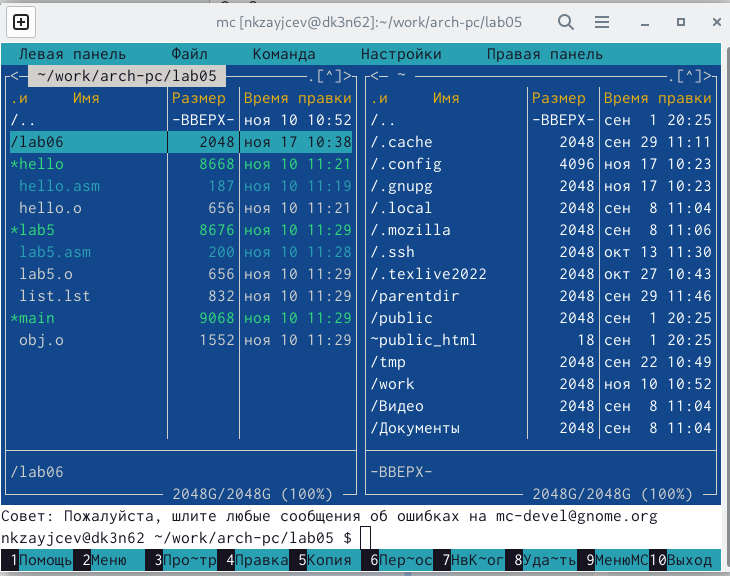 mc [nkzayjcev@dk3n62]:~/work/arch-pc/lab05
Левая панель Файл Команда Настройки Правая панель
<─ ~/work/arch-pc/lab05 .[^]> <─ ~ .[^]>
.и Имя Размер Время правки .и Имя Размер Время правки
/.. -ВВЕРХ- ноя 10 10:52 /.. -ВВЕРХ- сен 1 20:25
/lab06 2048 ноя 17 10:38 /.cache 2048 сен 29 11:11
*hello 8668 ноя 10 11:21 /.config 4096 ноя 17 10:23
hello.asm 187 ноя 10 11:19 /.gnupg 2048 ноя 17 10:23
hello.o 656 ноя 10 11:21 /.local 2048 сен 8 11:04
*lab5 8676 ноя 10 11:29 /.mozilla 2048 сен 8 11:06
lab5.asm 200 ноя 10 11:28 /.ssh 2048 окт 13 11:30
lab5.o 656 ноя 10 11:29 /.texlive2022 2048 окт 27 10:43
list.lst 832 ноя 10 11:29 /parentdir 2048 сен 29 11:46
*main 9068 ноя 10 11:29 /public 2048 сен 1 20:25
obj.o 1552 ноя 10 11:29 ~public_html 18 сен 1 20:25
/tmp 2048 сен 22 10:49
/work 2048 ноя 10 10:52
/Видео 2048 сен 8 11:04
/Документы 2048 сен 8 11:04
/lab06 -ВВЕРХ-
2048G/2048G (100%) 2048G/2048G (100%)
Совет: Пожалуйста, шлите любые сообщения об ошибках на mc-devel@gnome.org
nkzayjcev@dk3n62 ~/work/arch-pc/lab05 $
1Помощь 2Меню 3Про~тр 4Правка 5Копия 6Пер~ос 7НвК~ог 8Уда~ть 9МенюMC 10Выход